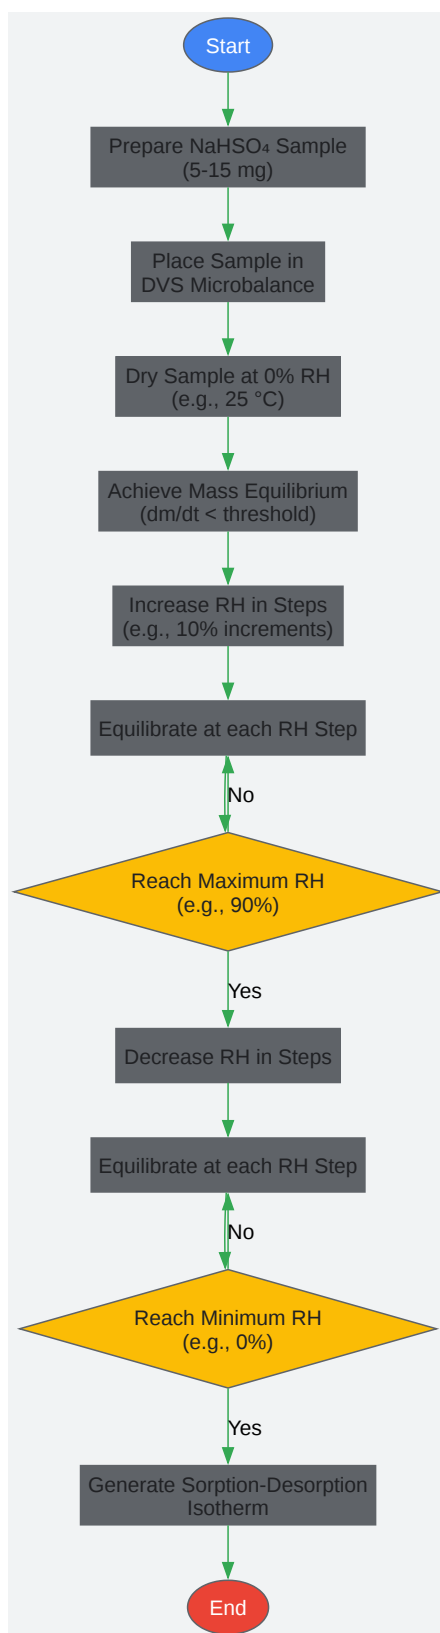 Start
Prepare NaHSO₄ Sample
(5-15 mg)
Place Sample in
DVS Microbalance
Dry Sample at 0% RH
(e.g., 25 °C)
Achieve Mass Equilibrium
(dm/dt < threshold)
Increase RH in Steps
(e.g., 10% increments)
Equilibrate at each RH Step
No
Reach Maximum RH
(e.g., 90%)
Yes
Decrease RH in Steps
Equilibrate at each RH Step
No
Reach Minimum RH
(e.g., 0%)
Yes
Generate Sorption-Desorption
Isotherm
End